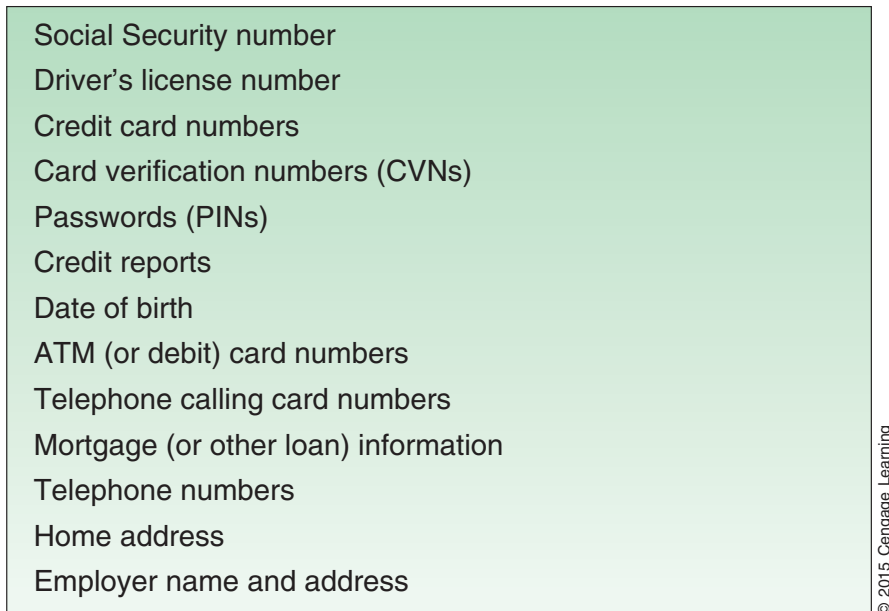 Social Security number
Driver’s license number
Credit card numbers
Card verification numbers (CVNs)
Passwords (PINs)
Credit reports
Date of birth
ATM (or debit) card numbers
Telephone calling card numbers
Mortgage (or other loan) information
Telephone numbers
Home address
Employer name and address
© 2015 Cengage Learning